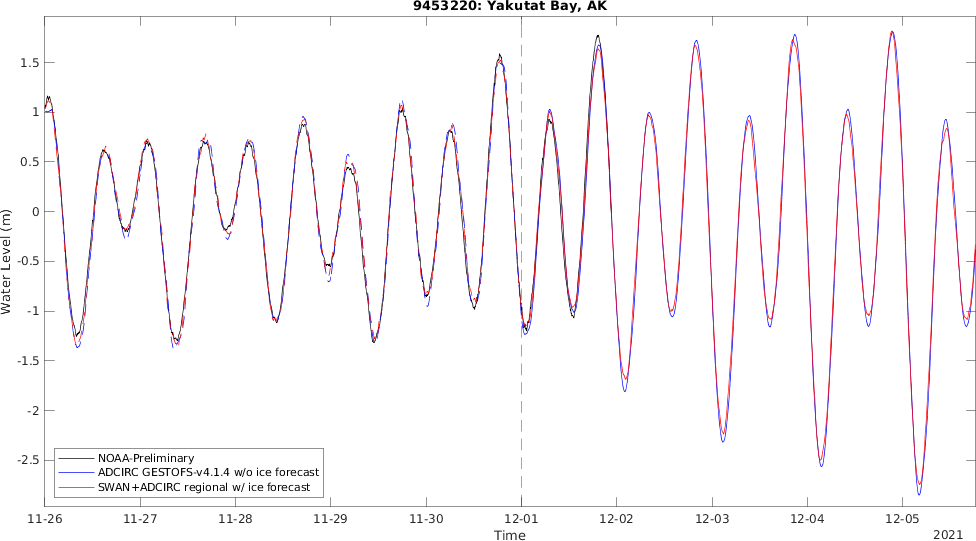 9453220: Yakutat Bay, AK
Water Level (m)
1.5
1
0.5
0
-0.5
-1
-1.5
-2
-2.5
NOAA-Preliminary
ADCIRC GESTOFS-v4.1.4 w/o ice forecast
SWAN+ADCIRC regional w/ ice forecast
11-26 11-27 11-28 11-29 11-30 12-01 12-02 12-03 12-04 12-05
Time
2021